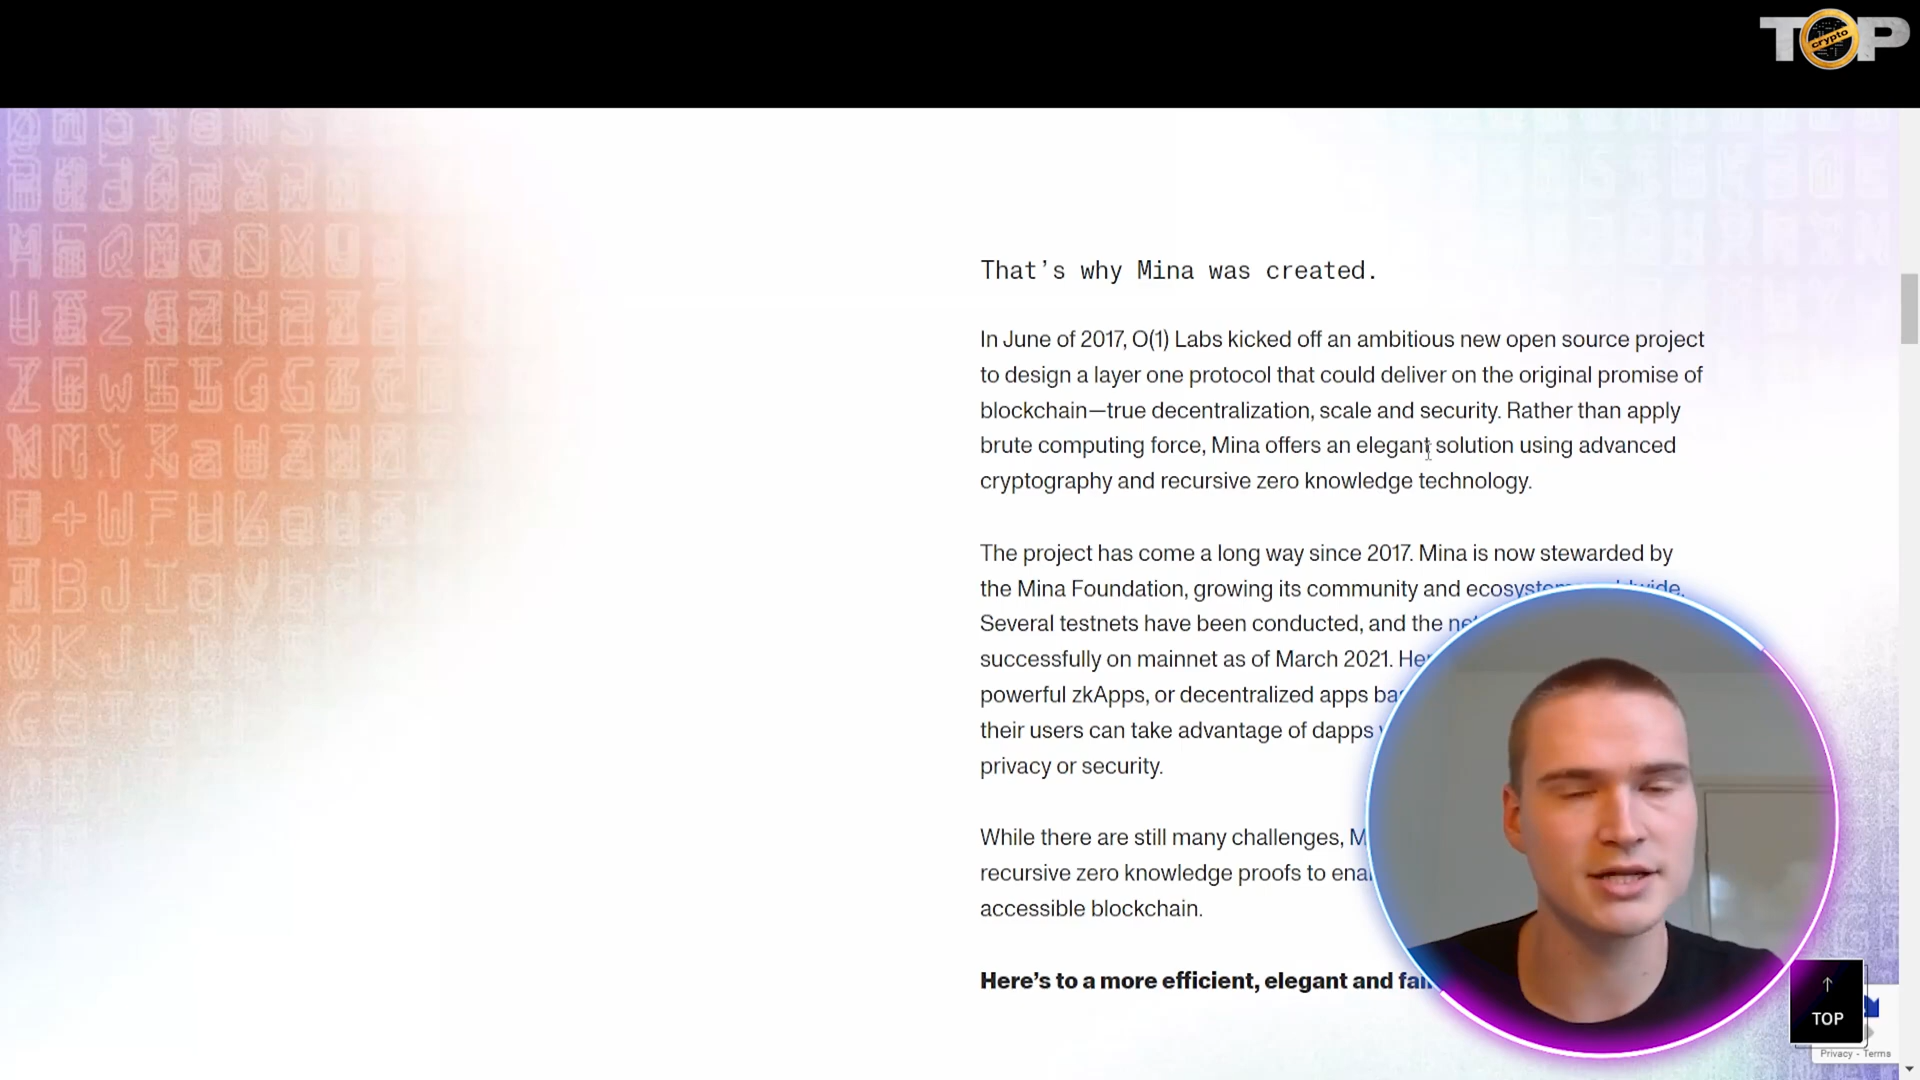 TOP
crypto
That's why Mina was created.
In June of 2017, O(1) Labs kicked off an ambitious new open source project
to design a layer one protocol that could deliver on the original promise of
blockchain—true decentralization, scale and security. Rather than apply
brute computing force, Mina offers an elegant solution using advanced
cryptography and recursive zero knowledge technology.
The project has come a long way since 2017. Mina is now stewarded by
the Mina Foundation, growing its community and
Several testnets have been conducted, and the
successfully on mainnet as of March 2021.
powerful zkApps, or decentralized apps
their users can take advantage of dapps
privacy or security.
While there are still many challenges,
recursive zero knowledge proofs to
accessible blockchain.
Here's to a more efficient, elegant and
↑
TOP
Privacy - Terms